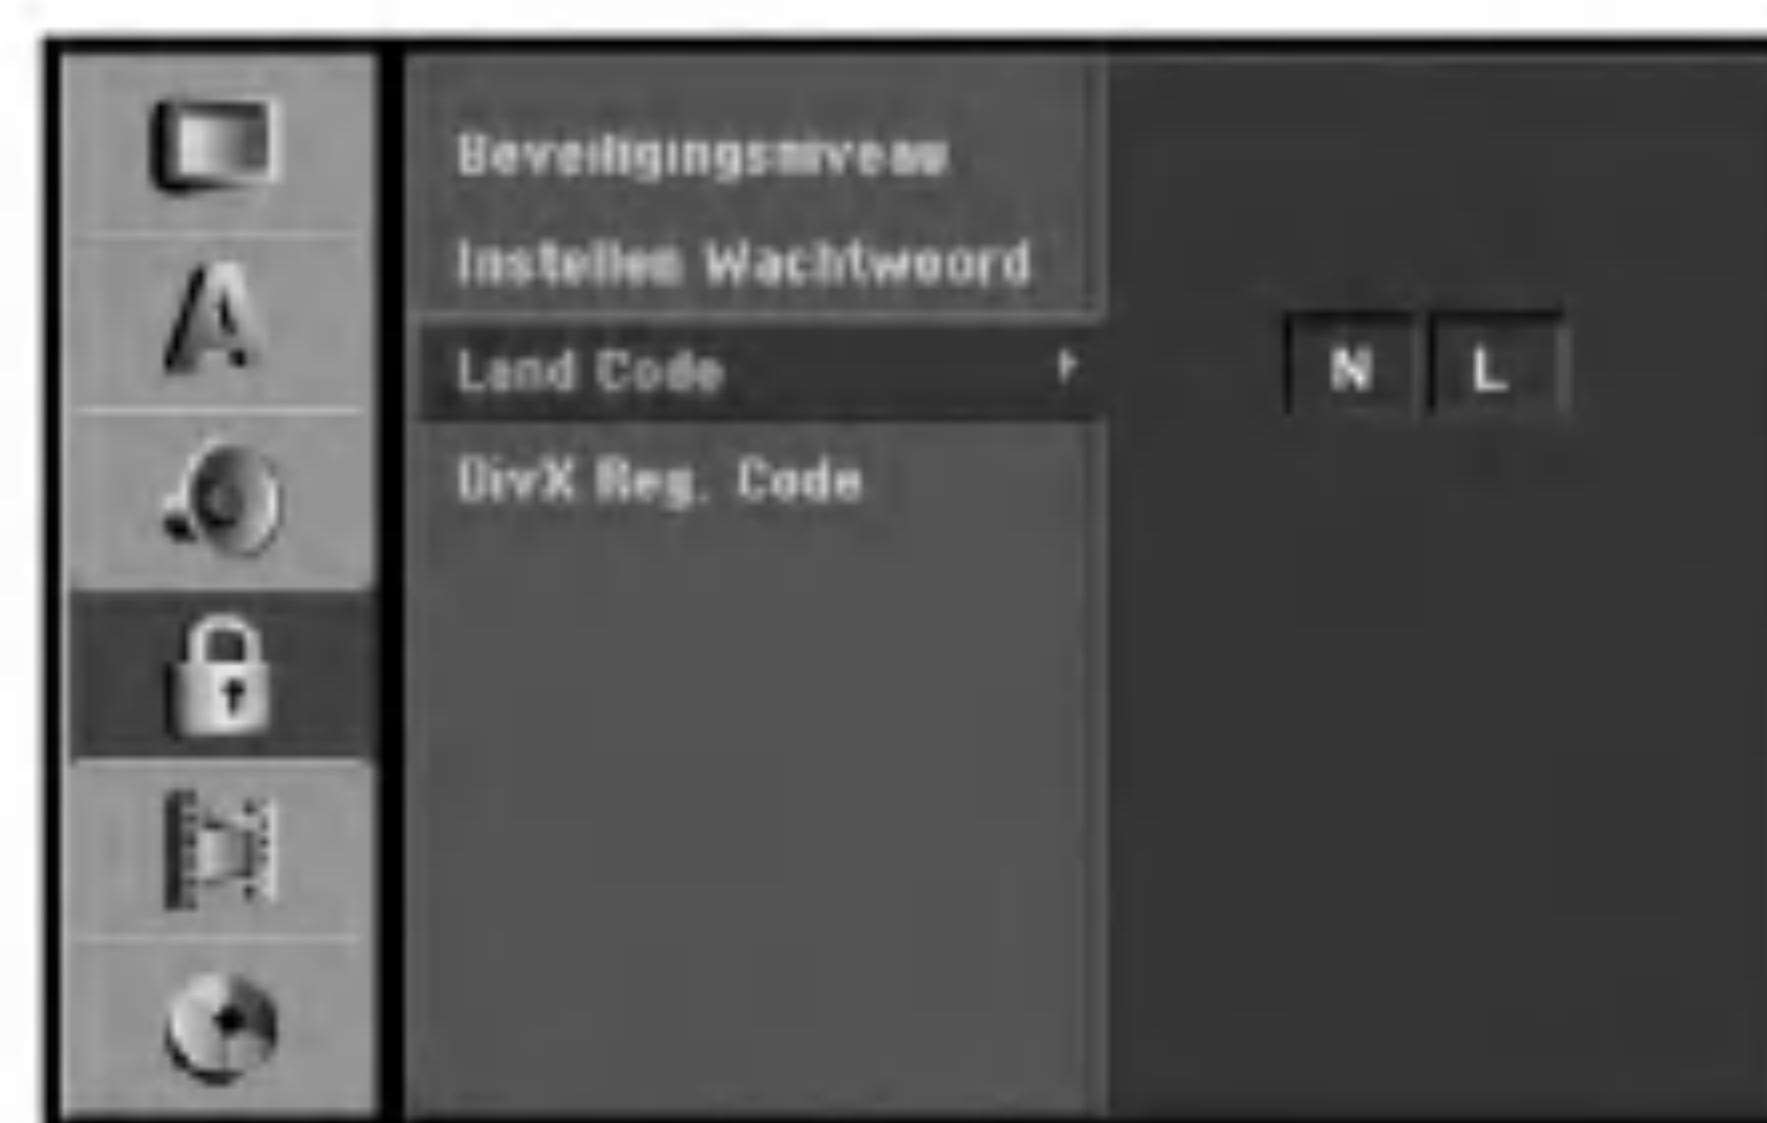 Beveiligingsniveau
Instellen Wachtwoord
Land Code N L
DivX Reg. Code